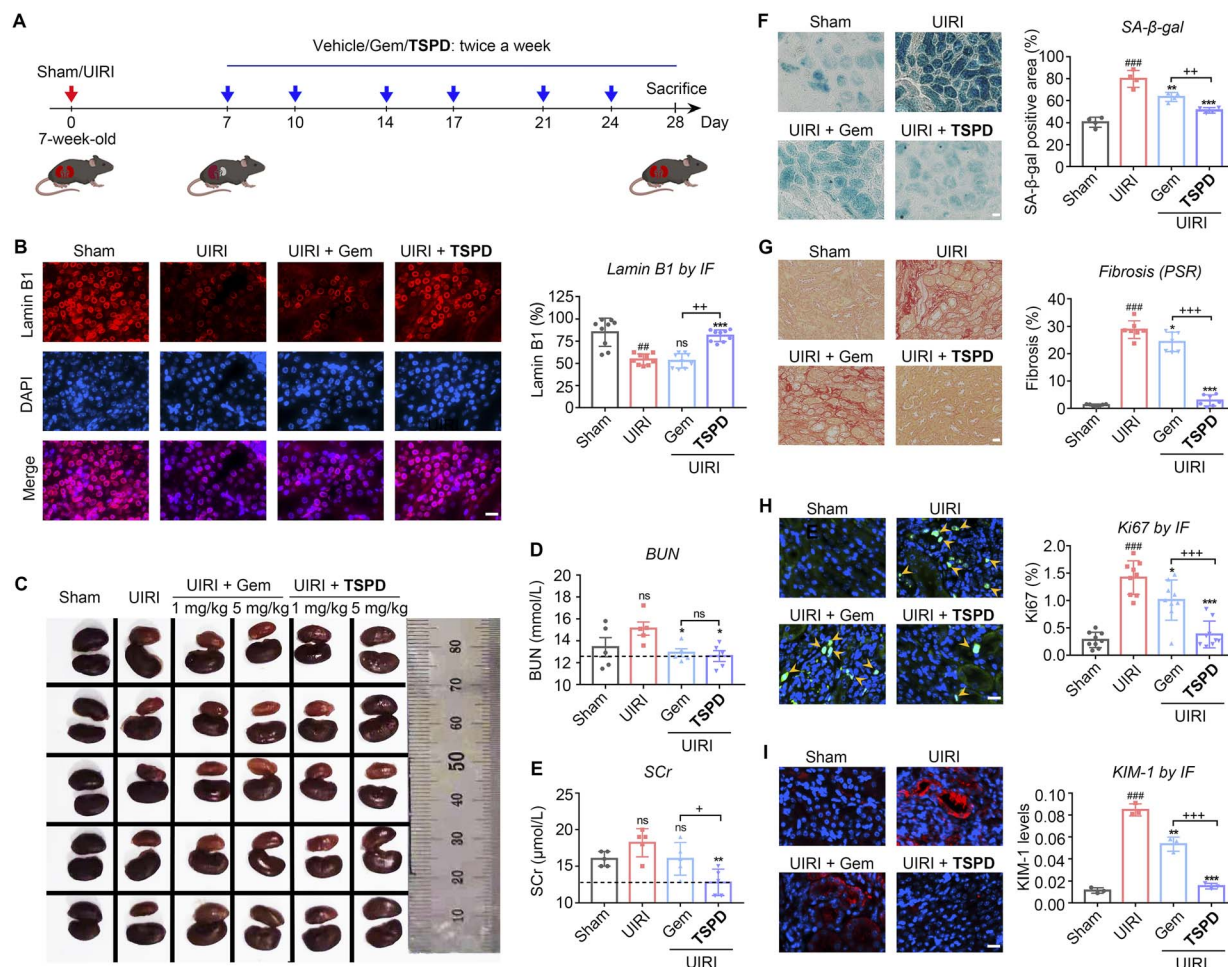 A
Vehicle/Gem/TSPD: twice a week
Sham/UIRI
Sacrifice
0
7
10
14
17
21
24
28
Day
7-week-old
B
Sham
UIRI
UIRI + Gem
UIRI + TSPD
Lamin B1
DAPI
Merge
Lamin B1 by IF
Lamin B1 (%)
125
100
75
50
25
0
##
ns
++
***
Sham
UIRI
Gem
TSPD
UIRI
C
Sham
UIRI
UIRI + Gem
UIRI + TSPD
1 mg/kg
5 mg/kg
1 mg/kg
5 mg/kg
80
70
60
50
40
30
20
10
D
BUN
BUN (mmol/L)
18
16
14
12
10
ns
*
ns
*
Sham
UIRI
Gem
TSPD
UIRI
E
SCr
SCr (μmol/L)
25
20
15
10
ns
ns
+
**
Sham
UIRI
Gem
TSPD
UIRI
F
Sham
UIRI
UIRI + Gem
UIRI + TSPD
SA-β-gal
SA-β-gal positive area (%)
100
80
60
40
20
0
###
**
++
***
Sham
UIRI
Gem
TSPD
UIRI
G
Sham
UIRI
UIRI + Gem
UIRI + TSPD
Fibrosis (PSR)
Fibrosis (%)
40
30
20
10
0
###
*
+++
***
Sham
UIRI
Gem
TSPD
UIRI
H
Sham
UIRI
E
UIRI + Gem
UIRI + TSPD
Ki67 by IF
Ki67 (%)
2.0
1.5
1.0
0.5
0.0
###
*
+++
***
Sham
UIRI
Gem
TSPD
UIRI
I
Sham
UIRI
UIRI + Gem
UIRI + TSPD
KIM-1 by IF
KIM-1 levels
0.10
0.08
0.06
0.04
0.02
0.00
###
**
+++
***
Sham
UIRI
Gem
TSPD
UIRI